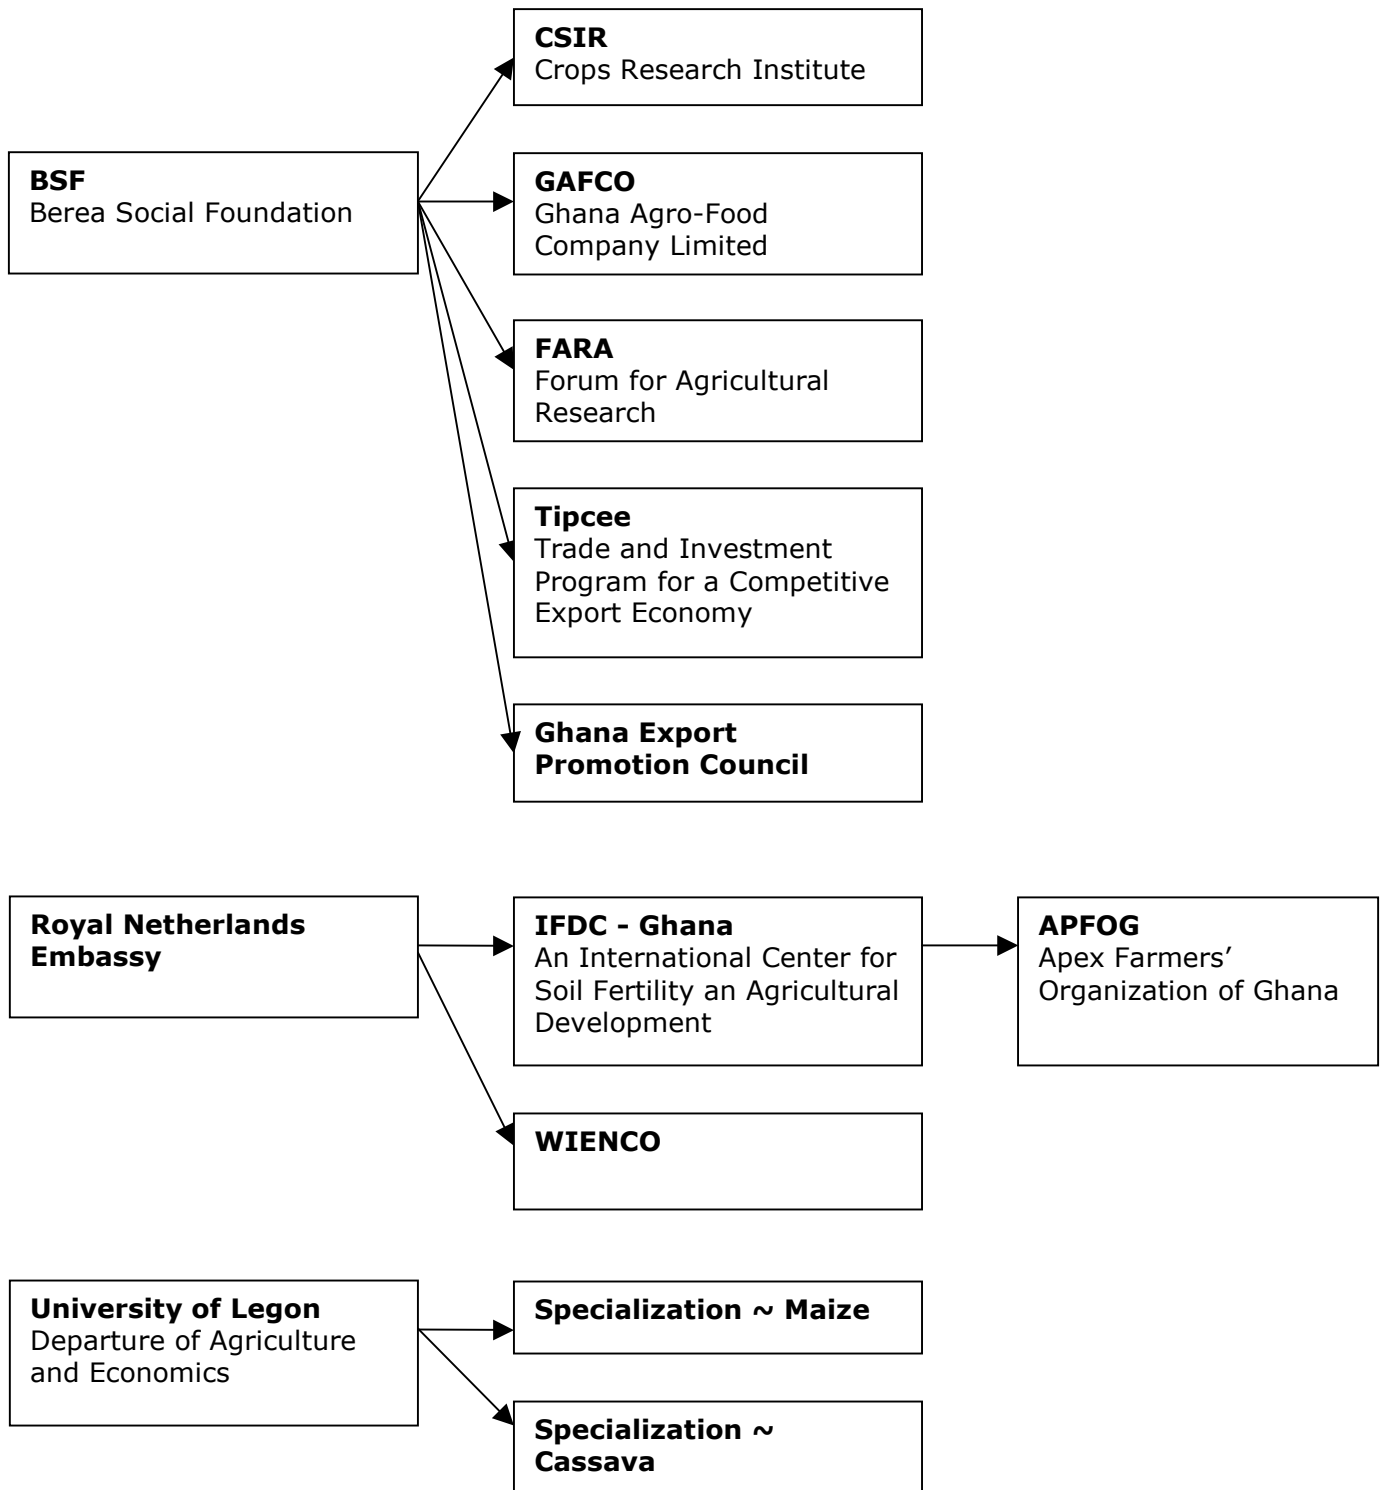 CSIR
Crops Research Institute
BSF
Berea Social Foundation
GAFCO
Ghana Agro-Food
Company Limited
FARA
Forum for Agricultural
Research
Tipcee
Trade and Investment
Program for a Competitive
Export Economy
Ghana Export
Promotion Council
Royal Netherlands
Embassy
IFDC - Ghana
An International Center for
Soil Fertility an Agricultural
Development
APFOG
Apex Farmers’
Organization of Ghana
WIENCO
University of Legon
Departure of Agriculture
and Economics
Specialization ~ Maize
Specialization ~
Cassava